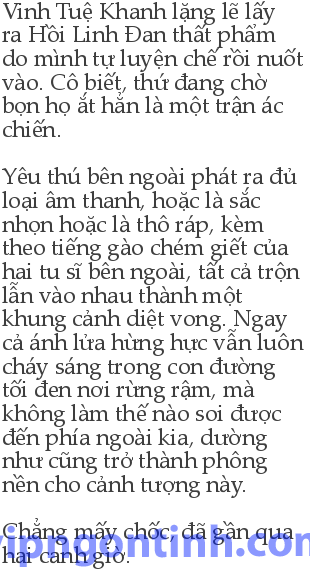 Vinh Tuệ Khanh lặng lẽ lấy
ra Hồi Linh Đan thất phẩm
do mình tự luyện chế rồi nuốt
vào. Cô biết, thứ đang chờ
bọn họ ắt hẳn là một trận ác
chiến.
Yêu thú bên ngoài phát ra đủ
loại âm thanh, hoặc là sắc
nhọn hoặc là thô ráp, kèm
theo tiếng gào chém giết của
hai tu sĩ bên ngoài, tất cả trộn
lẫn vào nhau thành một
khung cảnh diệt vong. Ngay
cả ánh lửa hừng hực vẫn luôn
cháy sáng trong con đường
tối đen nơi rừng rậm, mà
không làm thế nào soi được
đến phía ngoài kia, dường
như cũng trở thành phông
nền cho cảnh tượng này.
Chẳng mấy chốc, đã gần qua
hai canh giờ.
vipngontinh.com